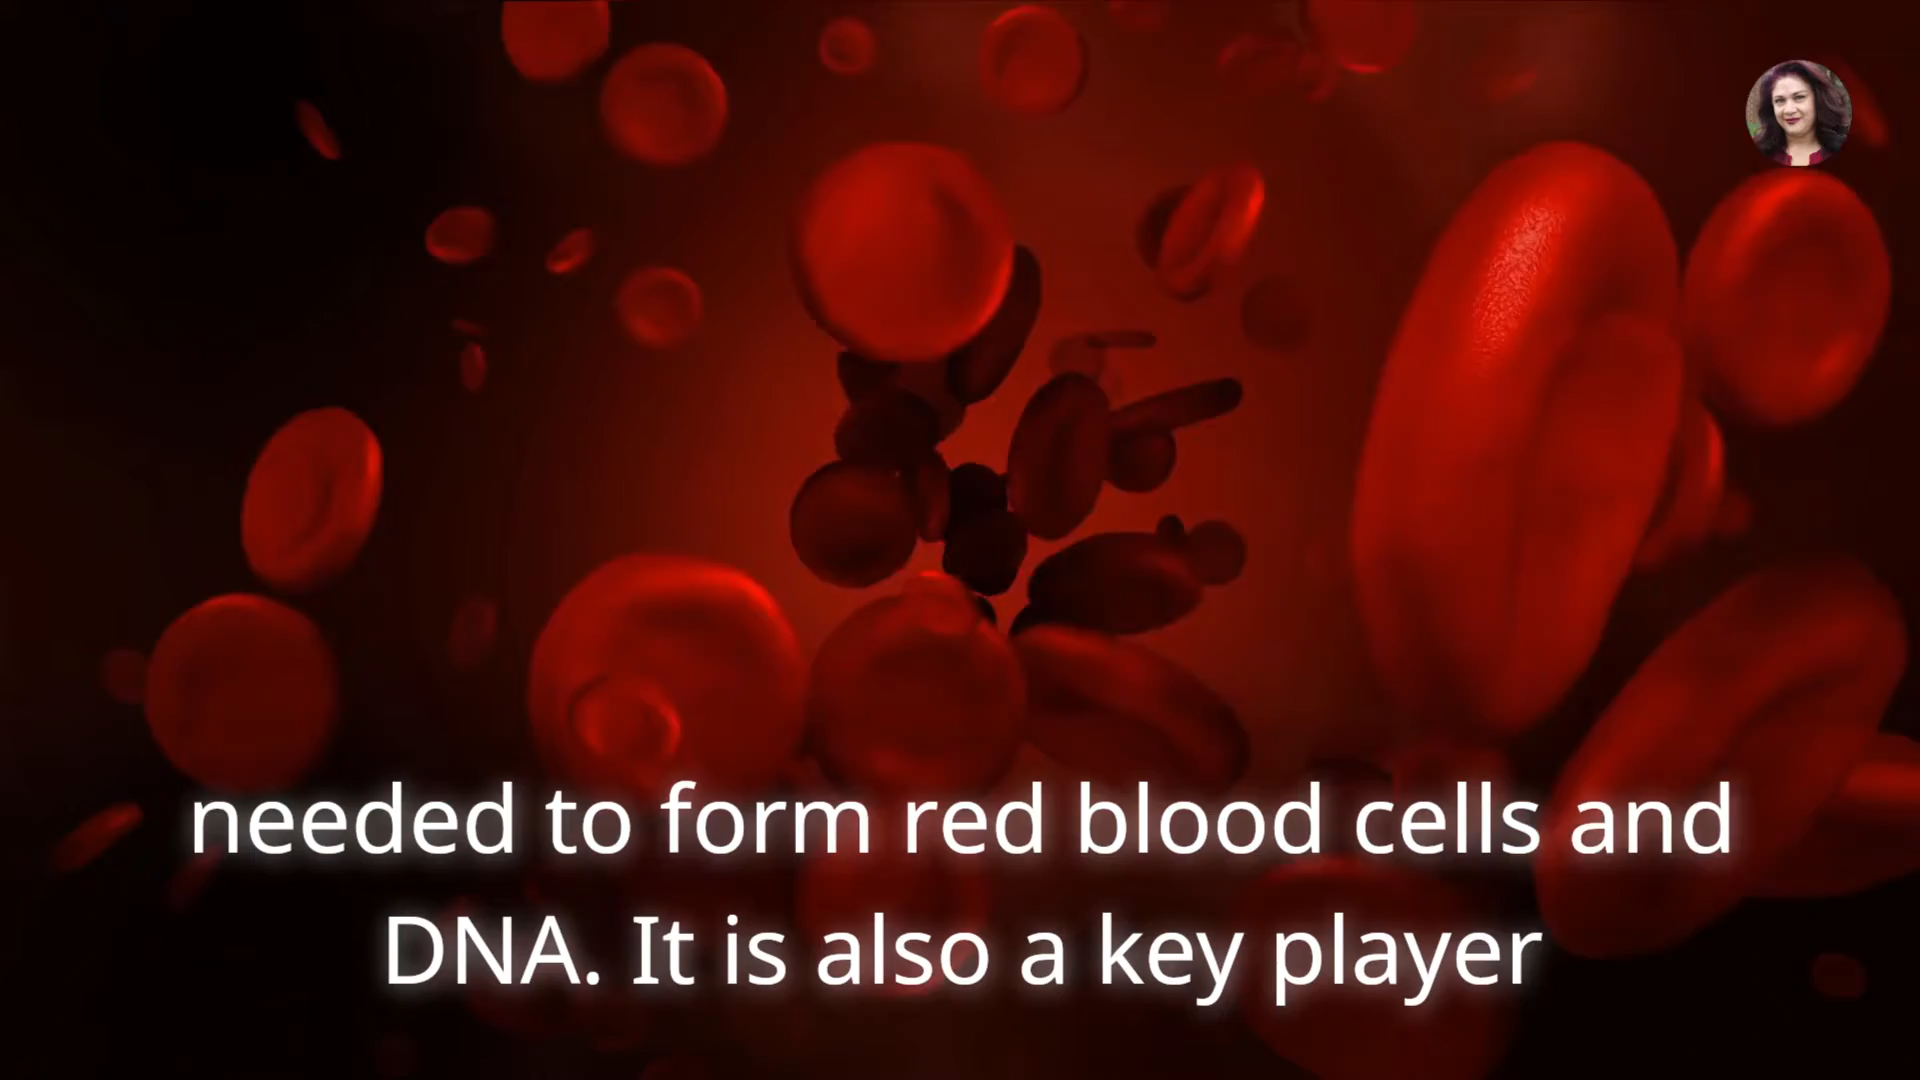 needed to form red blood cells and
DNA. It is also a key player